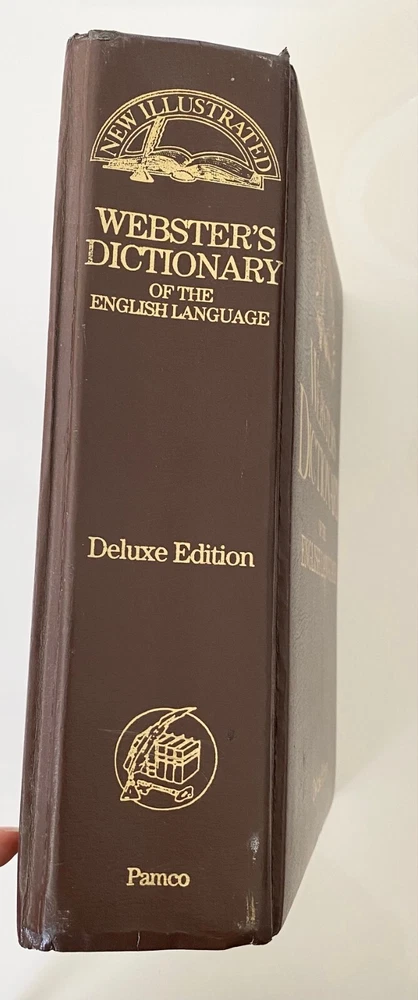 NEW ILLUSTRATED
WEBSTER'S
DICTIONARY
OF THE
ENGLISH LANGUAGE
Deluxe Edition
Pamco